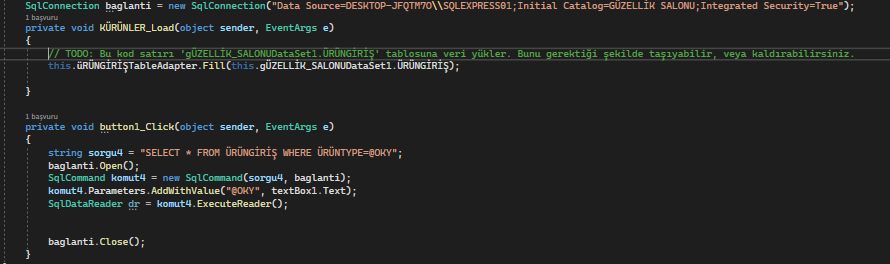 SqlConnection baglanti = new SqlConnection("Data Source=DESKTOP-JFQTM7O\\SQLEXPRESS01;Initial Catalog=GÜZELLİK SALONU;Integrated Security=True");
1 başvuru
private void KÜRÜNLER_Load(object sender, EventArgs e)
{
// TODO: Bu kod satırı 'gÜZELLİK_SALONUDataSet1.ÜRÜNGİRİŞ' tablosuna veri yükler. Bunu gerektiği şekilde taşıyabilir, veya kaldırabilirsiniz.
this.üRÜNGİRİŞTableAdapter.Fill(this.gÜZELLİK_SALONUDataSet1.ÜRÜNGİRİŞ);
}
1 başvuru
private void button1_Click(object sender, EventArgs e)
{
string sorgu4 = "SELECT * FROM ÜRÜNGİRİŞ WHERE ÜRÜNTYPE=@OKY";
baglanti.Open();
SqlCommand komut4 = new SqlCommand(sorgu4, baglanti);
komut4.Parameters.AddWithValue("@OKY", textBox1.Text);
SqlDataReader dr = komut4.ExecuteReader();
baglanti.Close();
}